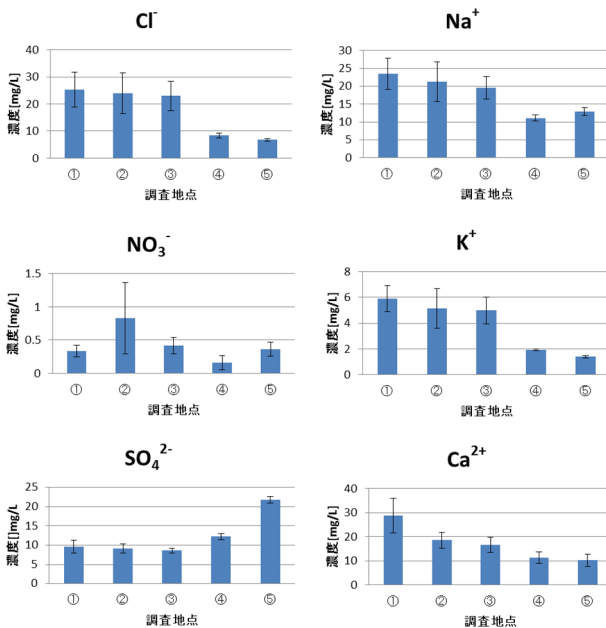 Cl⁻
40
30
20
10
0
濃度[mg/L]
① ② ③ ④ ⑤
調査地点
Na⁺
30
25
20
15
10
5
0
濃度[mg/L]
① ② ③ ④ ⑤
調査地点
NO₃⁻
1.5
1
0.5
0
濃度[mg/L]
① ② ③ ④ ⑤
調査地点
K⁺
8
6
4
2
0
濃度[mg/L]
① ② ③ ④ ⑤
調査地点
SO₄²⁻
25
20
15
10
5
0
濃度[]mg/L
① ② ③ ④ ⑤
調査地点
Ca²⁺
40
30
20
10
0
濃度[mg/L]
① ② ③ ④ ⑤
調査地点